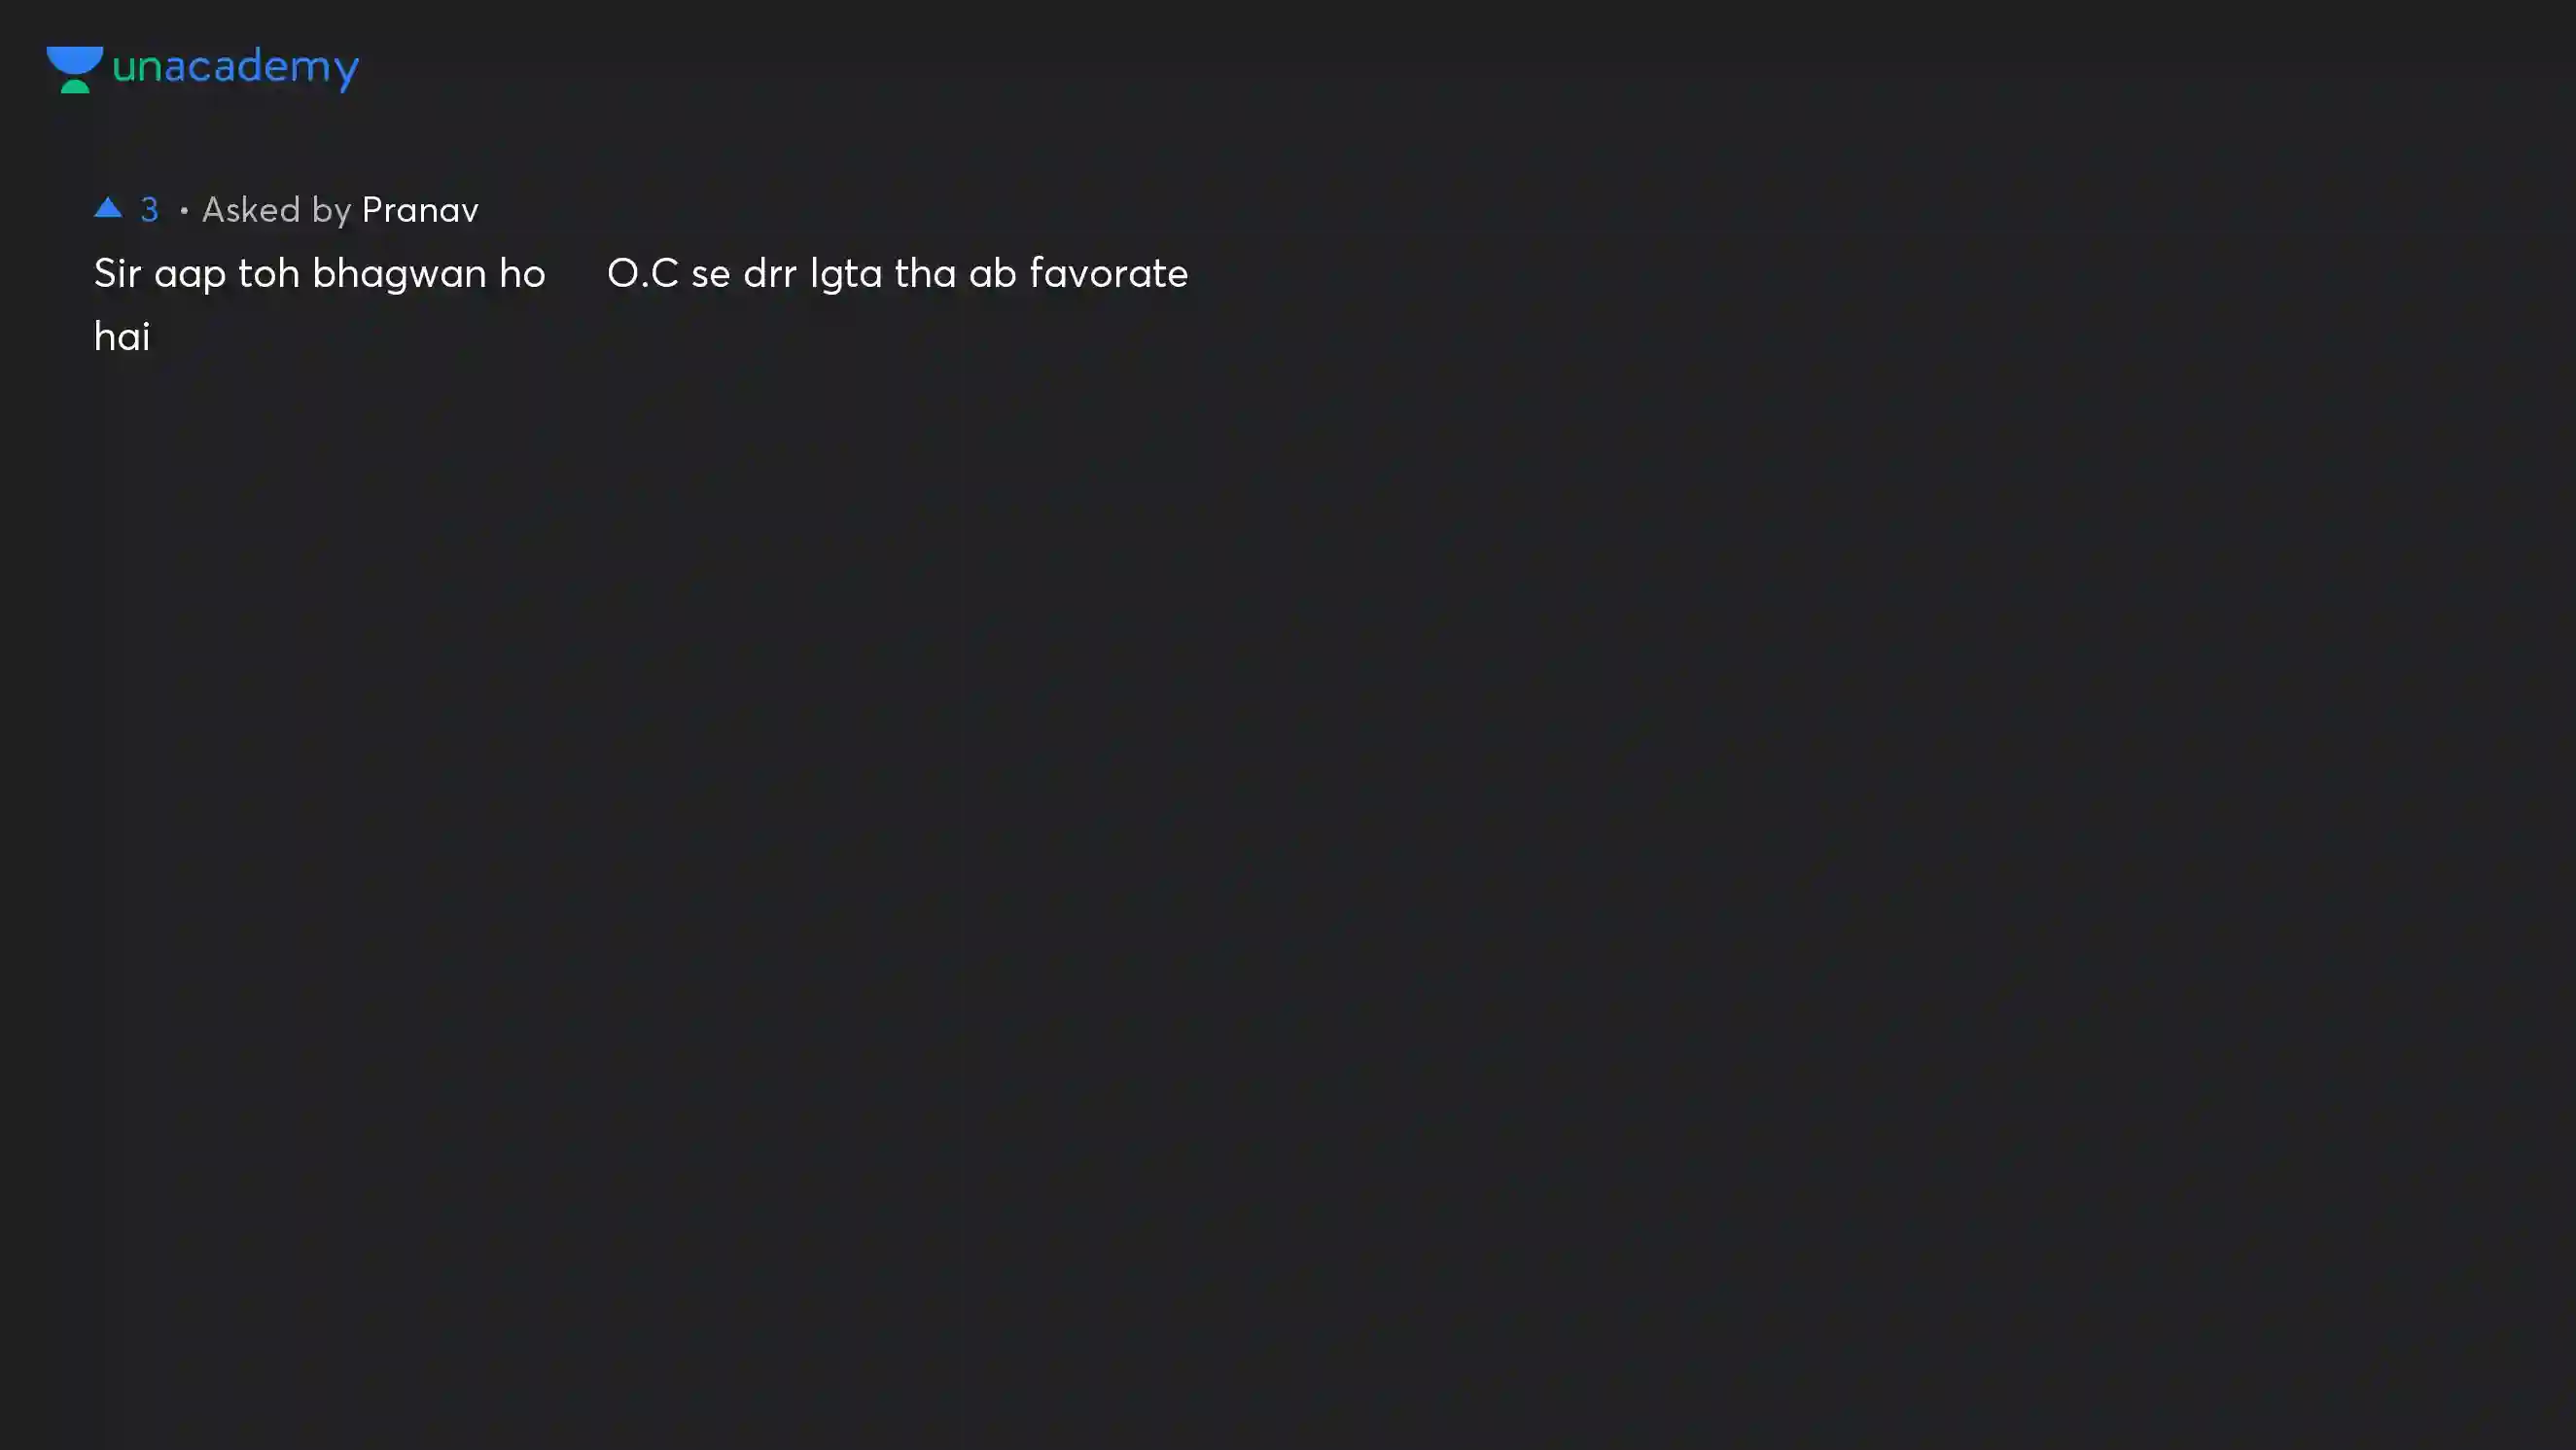 unacademy
▲ 3 • Asked by Pranav
Sir aap toh bhagwan ho O.C se drr lgta tha ab favorate
hai